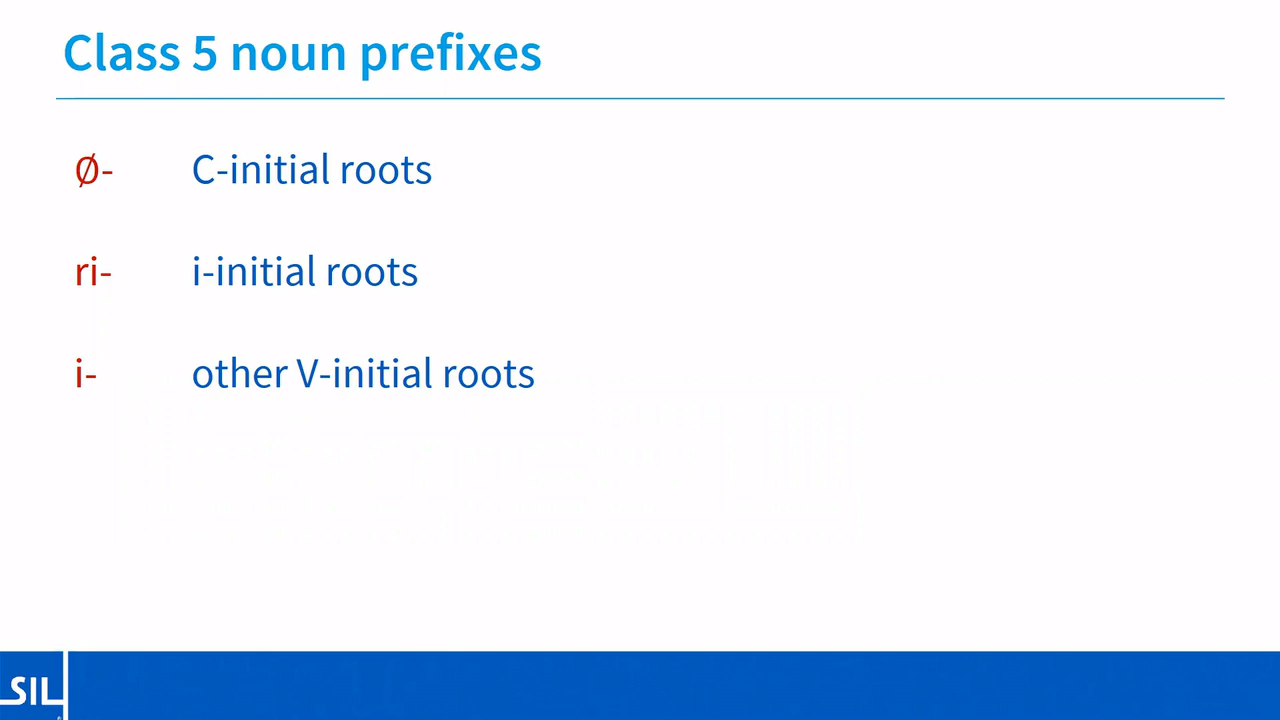 Class 5 noun prefixes
Ø- C-initial roots
ri- i-initial roots
i- other V-initial roots
SIL